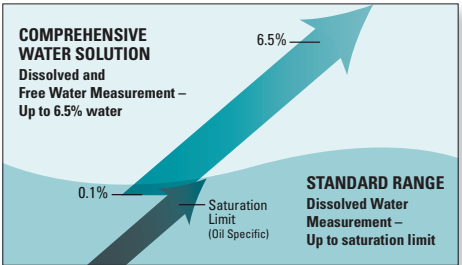 COMPREHENSIVE
WATER SOLUTION
Dissolved and
Free Water Measurement –
Up to 6.5% water
6.5%
0.1%
Saturation
Limit
(Oil Specific)
STANDARD RANGE
Dissolved Water
Measurement –
Up to saturation limit